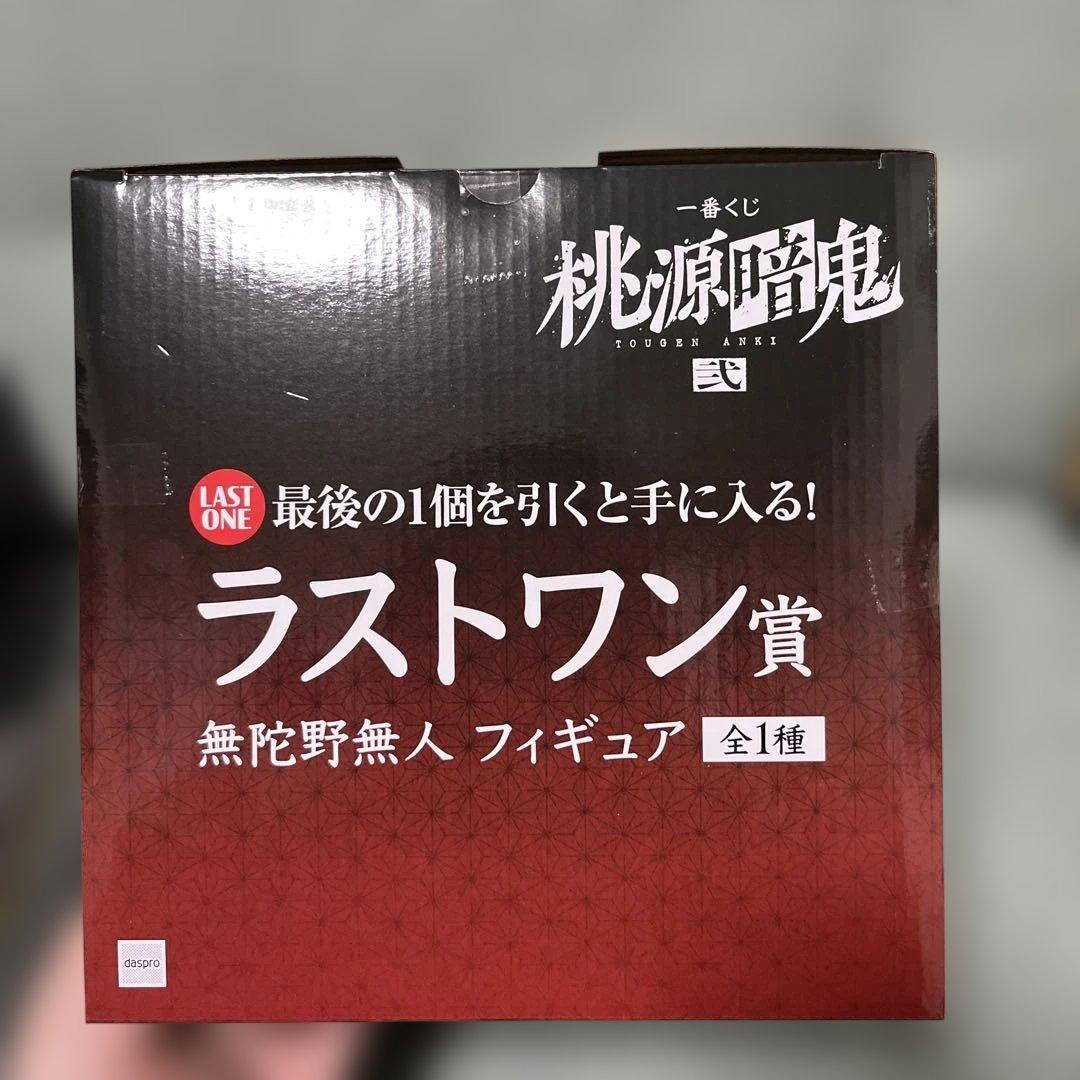 一番くじ
桃源暗鬼
TOUGEN ANKI
弐
LAST
ONE
最後の1個を引くと手に入る!
ラストワン賞
無陀野無人 フィギュア 全1種
daspro